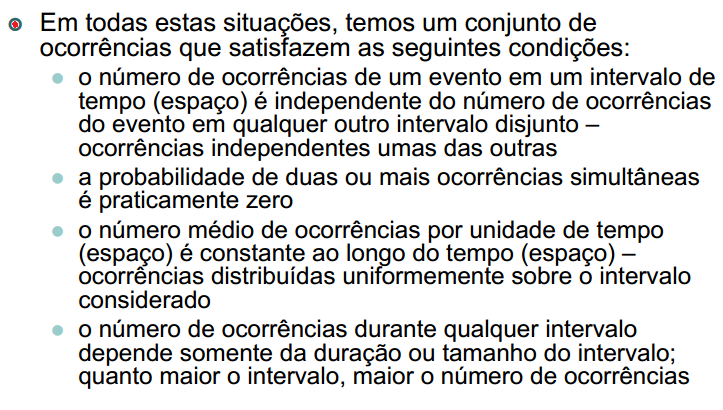 Em todas estas situações, temos um conjunto de
ocorrências que satisfazem as seguintes condições:
o número de ocorrências de um evento em um intervalo de
tempo (espaço) é independente do número de ocorrências
do evento em qualquer outro intervalo disjunto –
ocorrências independentes umas das outras
a probabilidade de duas ou mais ocorrências simultâneas
é praticamente zero
o número médio de ocorrências por unidade de tempo
(espaço) é constante ao longo do tempo (espaço) –
ocorrências distribuídas uniformemente sobre o intervalo
considerado
o número de ocorrências durante qualquer intervalo
depende somente da duração ou tamanho do intervalo;
quanto maior o intervalo, maior o número de ocorrências